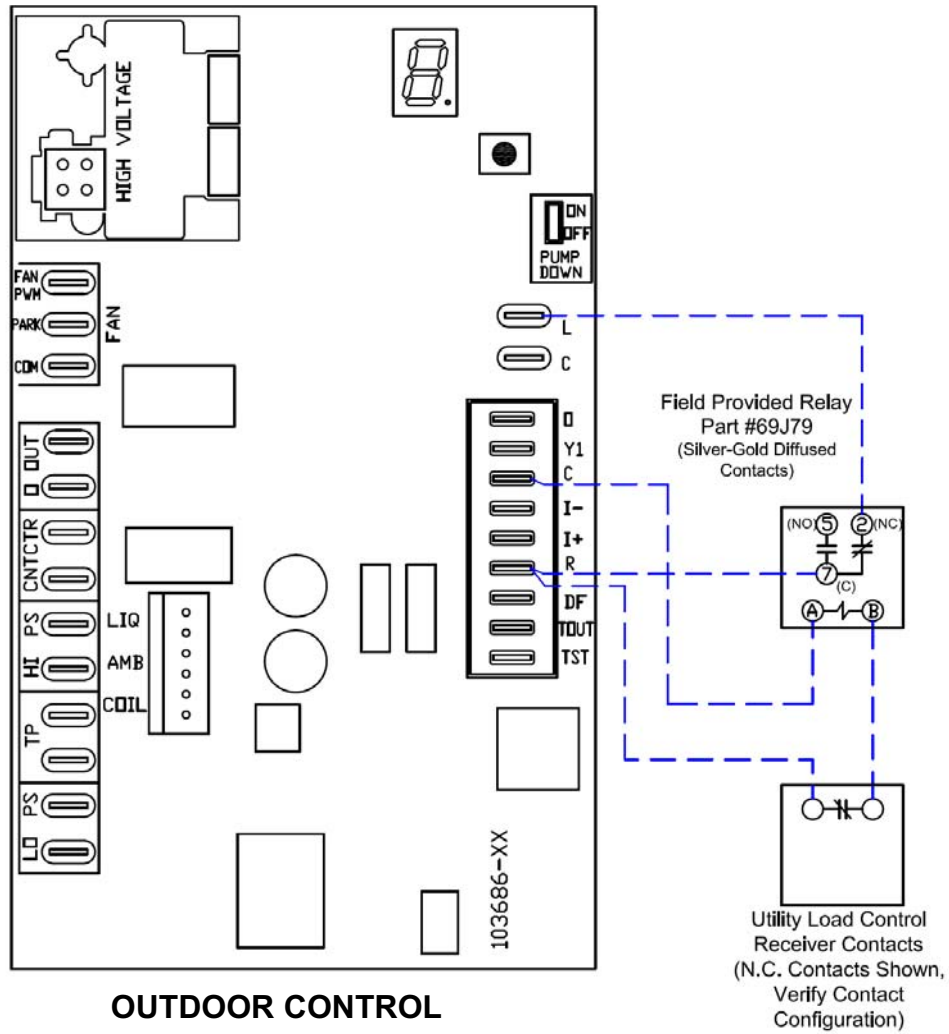 HIGH VOLTAGE
ON
OFF
PUMP
DOWN
FAN
PWM
PARK
COM
FAN
L
C
O
Y1
C
I-
I+
R
DF
TOUT
TST
O OUT
CNTCTR
HI PS
TP
LO PS
LIQ
AMB
COIL
103686-XX
Field Provided Relay
Part #69J79
(Silver-Gold Diffused
Contacts)
(NO) 5 2 (NC)
7
(C)
A B
Utility Load Control
Receiver Contacts
(N.C. Contacts Shown,
Verify Contact
Configuration)
OUTDOOR CONTROL